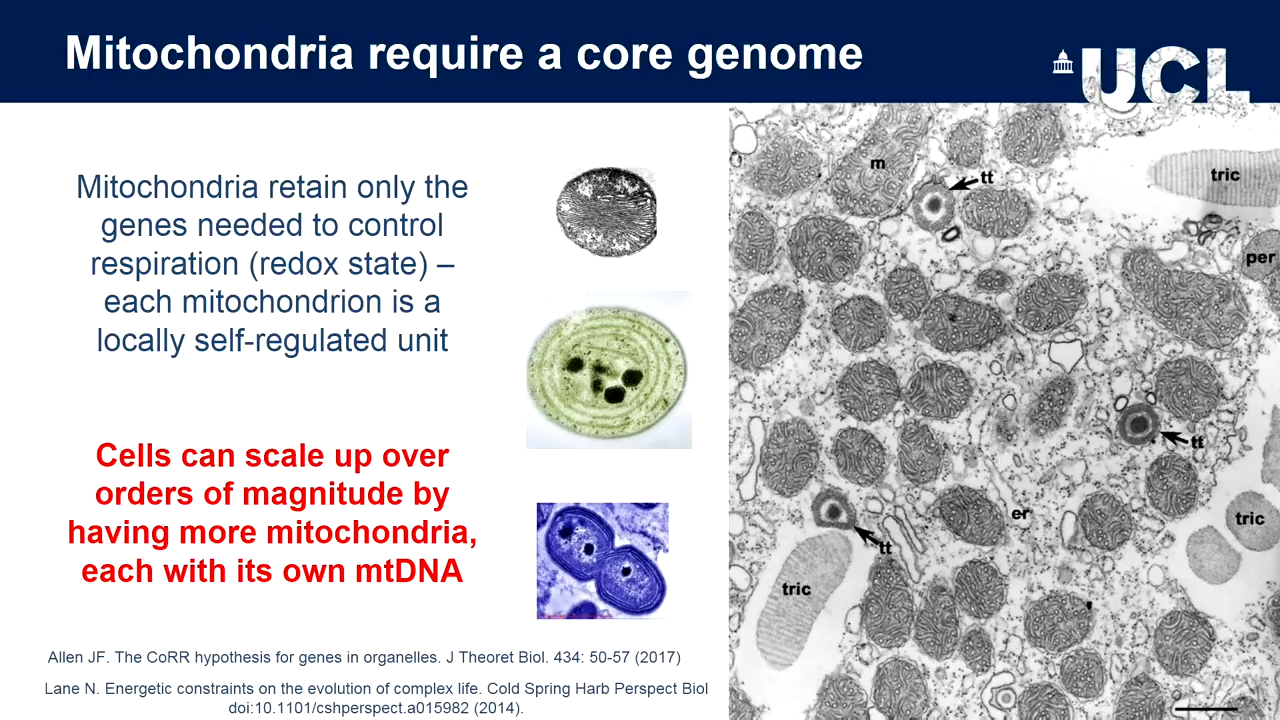 Mitochondria require a core genome
UCL
Mitochondria retain only the
genes needed to control
respiration (redox state) –
each mitochondrion is a
locally self-regulated unit
Cells can scale up over
orders of magnitude by
having more mitochondria,
each with its own mtDNA
Allen JF. The CoRR hypothesis for genes in organelles. J Theoret Biol. 434: 50-57 (2017)
Lane N. Energetic constraints on the evolution of complex life. Cold Spring Harb Perspect Biol
doi:10.1101/cshperspect.a015982 (2014).
m
tt
tric
per
tt
er
tric
tt
tric